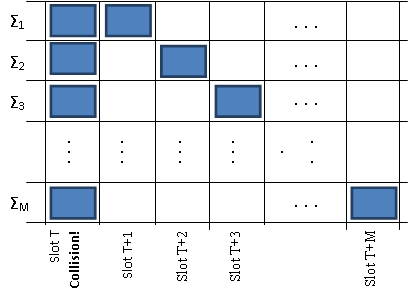 Σ1 ...
Σ2 ...
Σ3 ...
ΣM ...
Slot T
Collision!
Slot T+1
Slot T+2
Slot T+3
Slot T+M